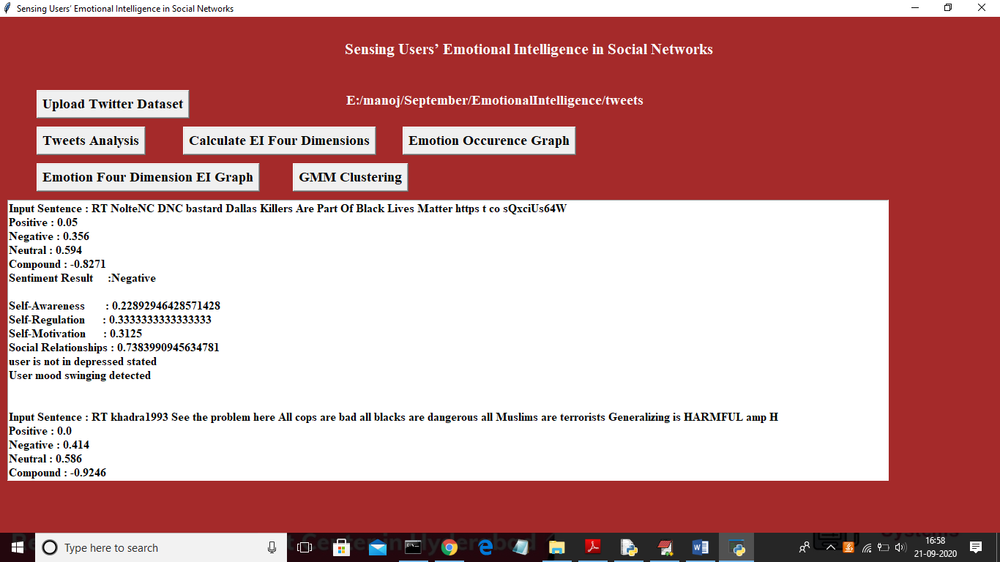 Sensing Users’ Emotional Intelligence in Social Networks
Sensing Users’ Emotional Intelligence in Social Networks
Upload Twitter Dataset
E:/manoj/September/EmotionalIntelligence/tweets
Tweets Analysis
Calculate EI Four Dimensions
Emotion Occurence Graph
Emotion Four Dimension EI Graph
GMM Clustering
Input Sentence : RT NolteNC DNC bastard Dallas Killers Are Part Of Black Lives Matter https t co sQxciUs64W
Positive : 0.05
Negative : 0.356
Neutral : 0.594
Compound : -0.8271
Sentiment Result :Negative
Self-Awareness : 0.22892946428571428
Self-Regulation : 0.3333333333333333
Self-Motivation : 0.3125
Social Relationships : 0.7383990945634781
user is not in depressed stated
User mood swinging detected
Input Sentence : RT khadra1993 See the problem here All cops are bad all blacks are dangerous all Muslims are terrorists Generalizing is HARMFUL amp H
Positive : 0.0
Negative : 0.414
Neutral : 0.586
Compound : -0.9246
Type here to search
16:58
21-09-2020